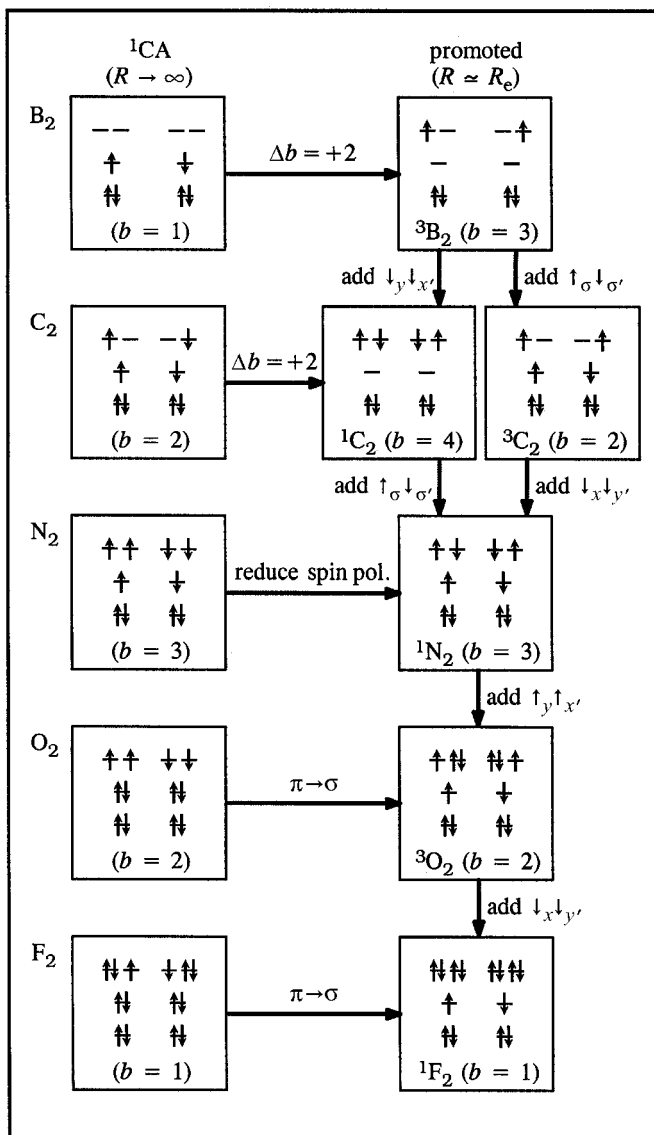 ¹CA promoted
(R → ∞) (R ≃ Rₑ)
B₂
Δb = +2
(b = 1) ³B₂ (b = 3)
add ↓y↓x′ add ↑σ↓σ′
C₂
Δb = +2
(b = 2) ¹C₂ (b = 4) ³C₂ (b = 2)
add ↑σ↓σ′ add ↓x↓y′
N₂
reduce spin pol.
(b = 3) ¹N₂ (b = 3)
add ↑y↑x′
O₂
π→σ
(b = 2) ³O₂ (b = 2)
add ↓x↓y′
F₂
π→σ
(b = 1) ¹F₂ (b = 1)